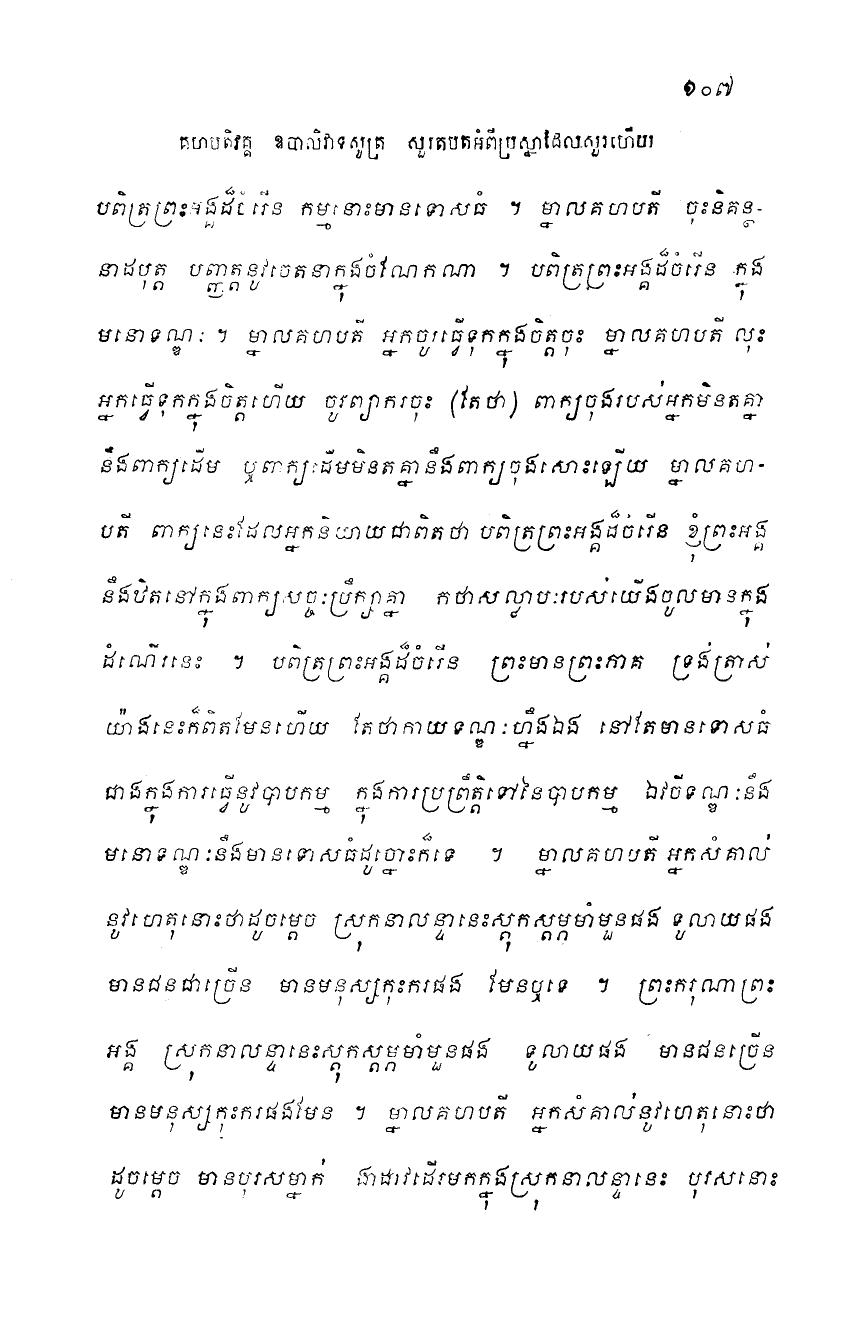 ១០៧
គហបតិវគ្គ ឧបាលិវាទសូត្រ សួរតបតអំពីប្រស្នាដែលសួរហើយ
បពិត្រព្រះអង្គដ៏ចំរើន កម្មនោះមានទោសធំ ។ ម្នាលគហបតី ចុះនិគន្ថ-
នាដបុត្ត បញ្ញត្តនូវចេតនាក្នុងចំណែកណា ។ បពិត្រព្រះអង្គដ៏ចំរើន ក្នុង
មនោទណ្ឌៈ ។ ម្នាលគហបតី អ្នកចូរធ្វើទុកក្នុងចិត្តចុះ ម្នាលគហបតី លុះ
អ្នកធ្វើទុកក្នុងចិត្តហើយ ចូរព្យាករចុះ (តែថា) ពាក្យចុងរបស់អ្នកមិនតគ្នា
នឹងពាក្យដើម ឬពាក្យដើមមិនតគ្នានឹងពាក្យចុងសោះឡើយ ម្នាលគហ-
បតី ពាក្យនេះដែលអ្នកនិយាយជាពិតថា បពិត្រព្រះអង្គដ៏ចំរើន ខ្ញុំព្រះអង្គ
នឹងឋិតនៅក្នុងពាក្យសច្ចៈប្រឹក្សាគ្នា កថាសល្លាបៈរបស់យើងចូលមានក្នុង
ដំណើរនេះ ។ បពិត្រព្រះអង្គដ៏ចំរើន ព្រះមានព្រះភាគ ទ្រង់ត្រាស់
យ៉ាងនេះក៏ពិតមែនហើយ តែថាកាយទណ្ឌៈហ្នឹងឯង នៅតែមានទោសធំ
ជាងក្នុងការធ្វើនូវបាបកម្ម ក្នុងការប្រព្រឹត្តិទៅនៃបាបកម្ម ឯវចីទណ្ឌៈនឹង
មនោទណ្ឌៈនឹងមានទោសធំដូច្នោះក៏ទេ ។ ម្នាលគហបតី អ្នកសំគាល់
នូវហេតុនោះថាដូចម្តេច ស្រុកនាលន្ទានេះស្តុកស្តម្ភមាំមួនផង ទូលាយផង
មានជនជាច្រើន មានមនុស្សកុះករផង មែនឬទេ ។ ព្រះករុណាព្រះ
អង្គ ស្រុកនាលន្ទានេះស្តុកស្តម្ភមាំមួនផង ទូលាយផង មានជនច្រើន
មានមនុស្សកុះករផងមែន ។ ម្នាលគហបតី អ្នកសំគាល់នូវហេតុនោះថា
ដូចម្តេច មានបុរសម្នាក់ ងាដាវដើរមកក្នុងស្រុកនាលន្ទានេះ បុរសនោះ